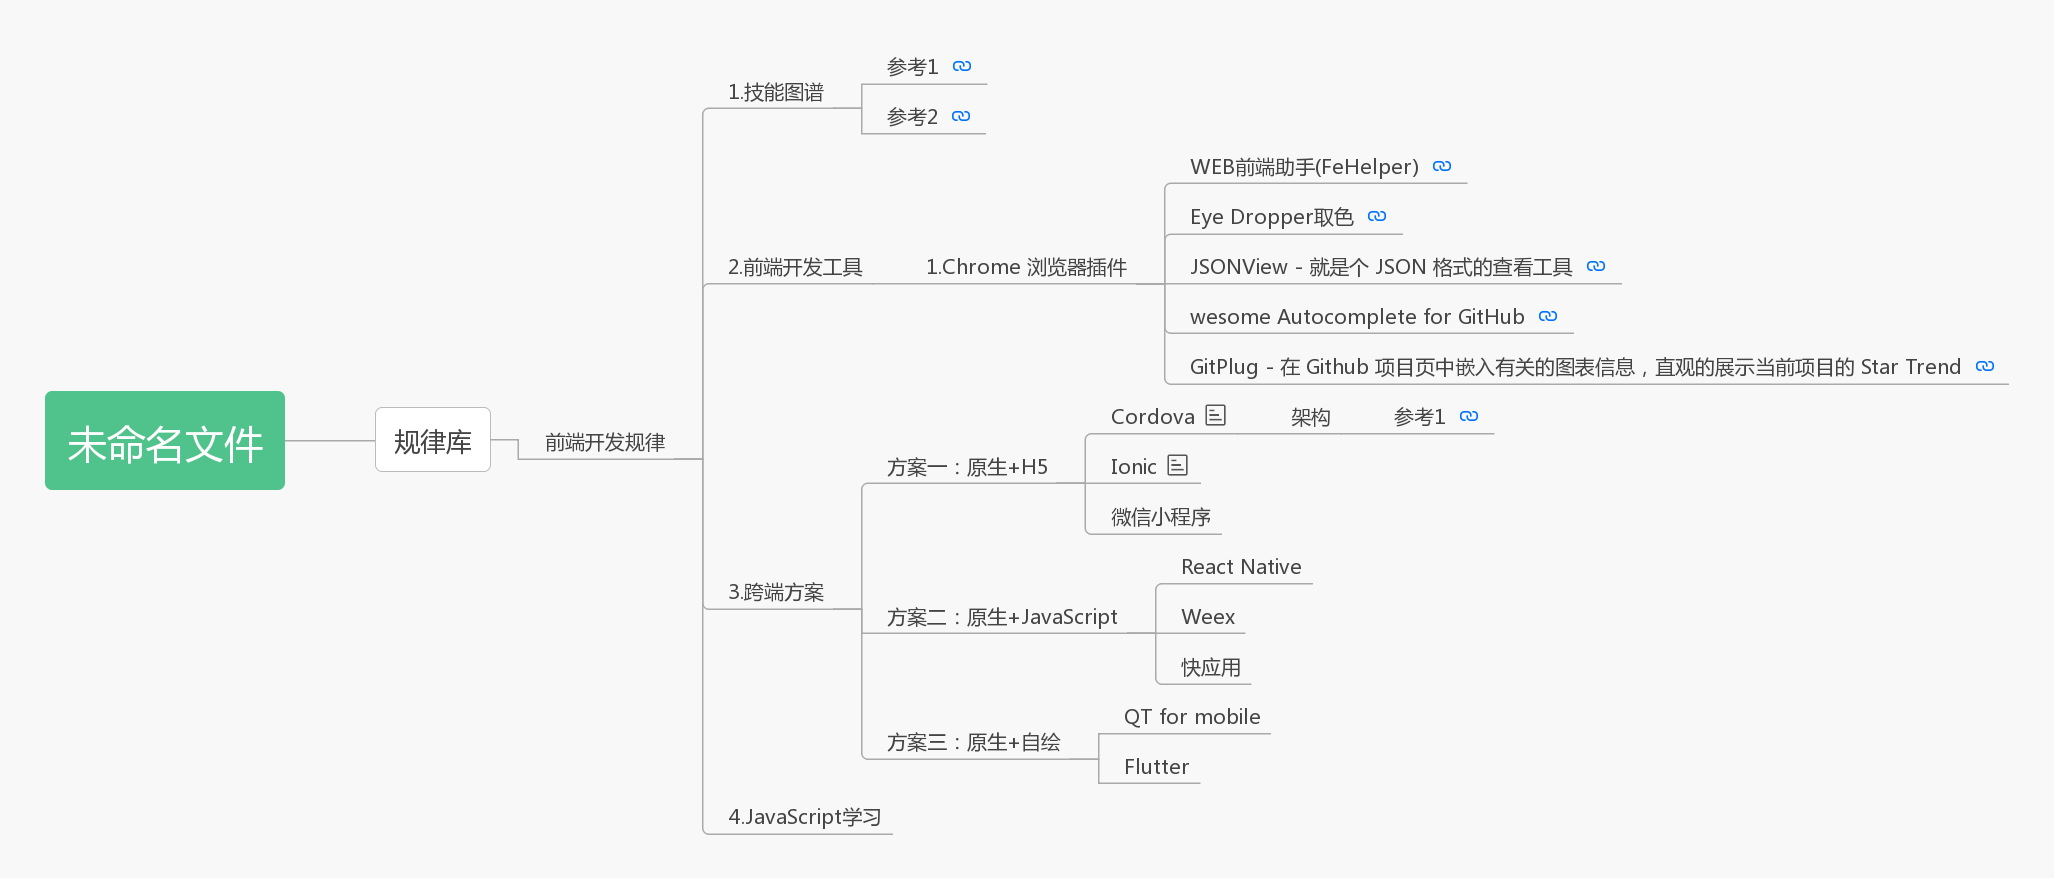 未命名文件
规律库
前端开发规律
1.技能图谱
参考1
参考2
2.前端开发工具
1.Chrome 浏览器插件
WEB前端助手(FeHelper)
Eye Dropper取色
JSONView - 就是个 JSON 格式的查看工具
wesome Autocomplete for GitHub
GitPlug - 在 Github 项目页中嵌入有关的图表信息，直观的展示当前项目的 Star Trend
3.跨端方案
方案一：原生+H5
Cordova
架构
参考1
Ionic
微信小程序
方案二：原生+JavaScript
React Native
Weex
快应用
方案三：原生+自绘
QT for mobile
Flutter
4.JavaScript学习